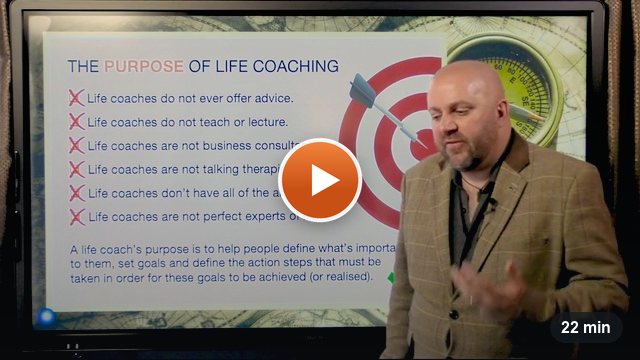 THE PURPOSE OF LIFE COACHING
Life coaches do not ever offer advice.
Life coaches do not teach or lecture.
Life coaches are not business
Life coaches are not talking
Life coaches don't have all of the
Life coaches are not perfect experts
A life coach's purpose is to help people define what's
to them, set goals and define the action steps that must be
taken in order for these goals to be achieved (or realised).
E
22 min